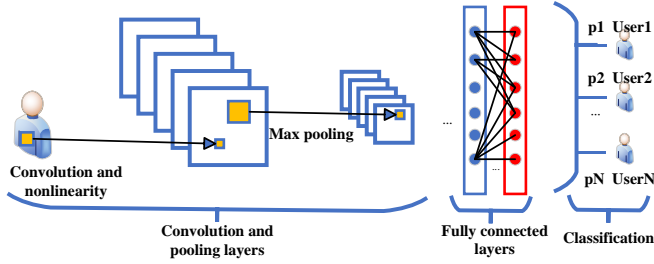 p1 User1
p2 User2
...
pN UserN
...
...
Max pooling
Convolution and
nonlinearity
Convolution and
pooling layers
Fully connected
layers
Classification